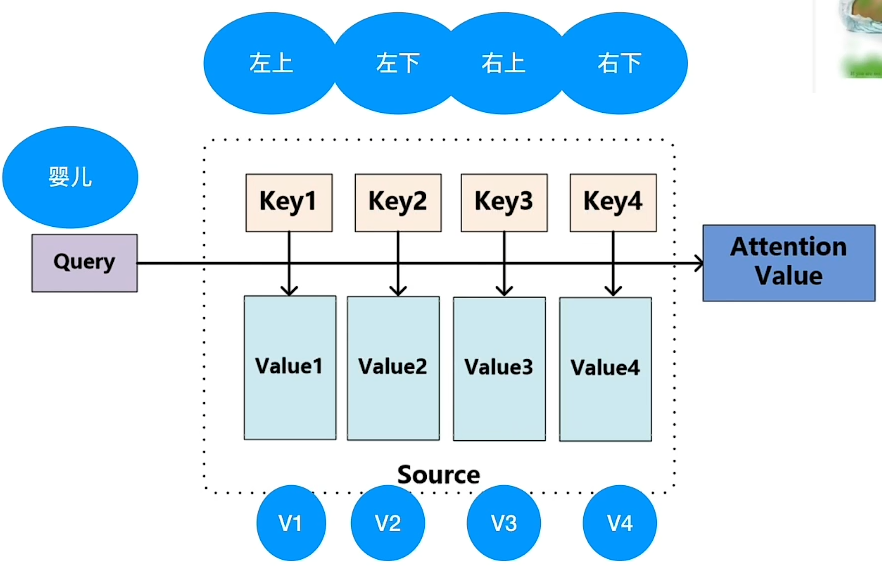 左上
左下
右上
右下
婴儿
Key1
Key2
Key3
Key4
Query
Attention
Value
Value1
Value2
Value3
Value4
Source
V1
V2
V3
V4